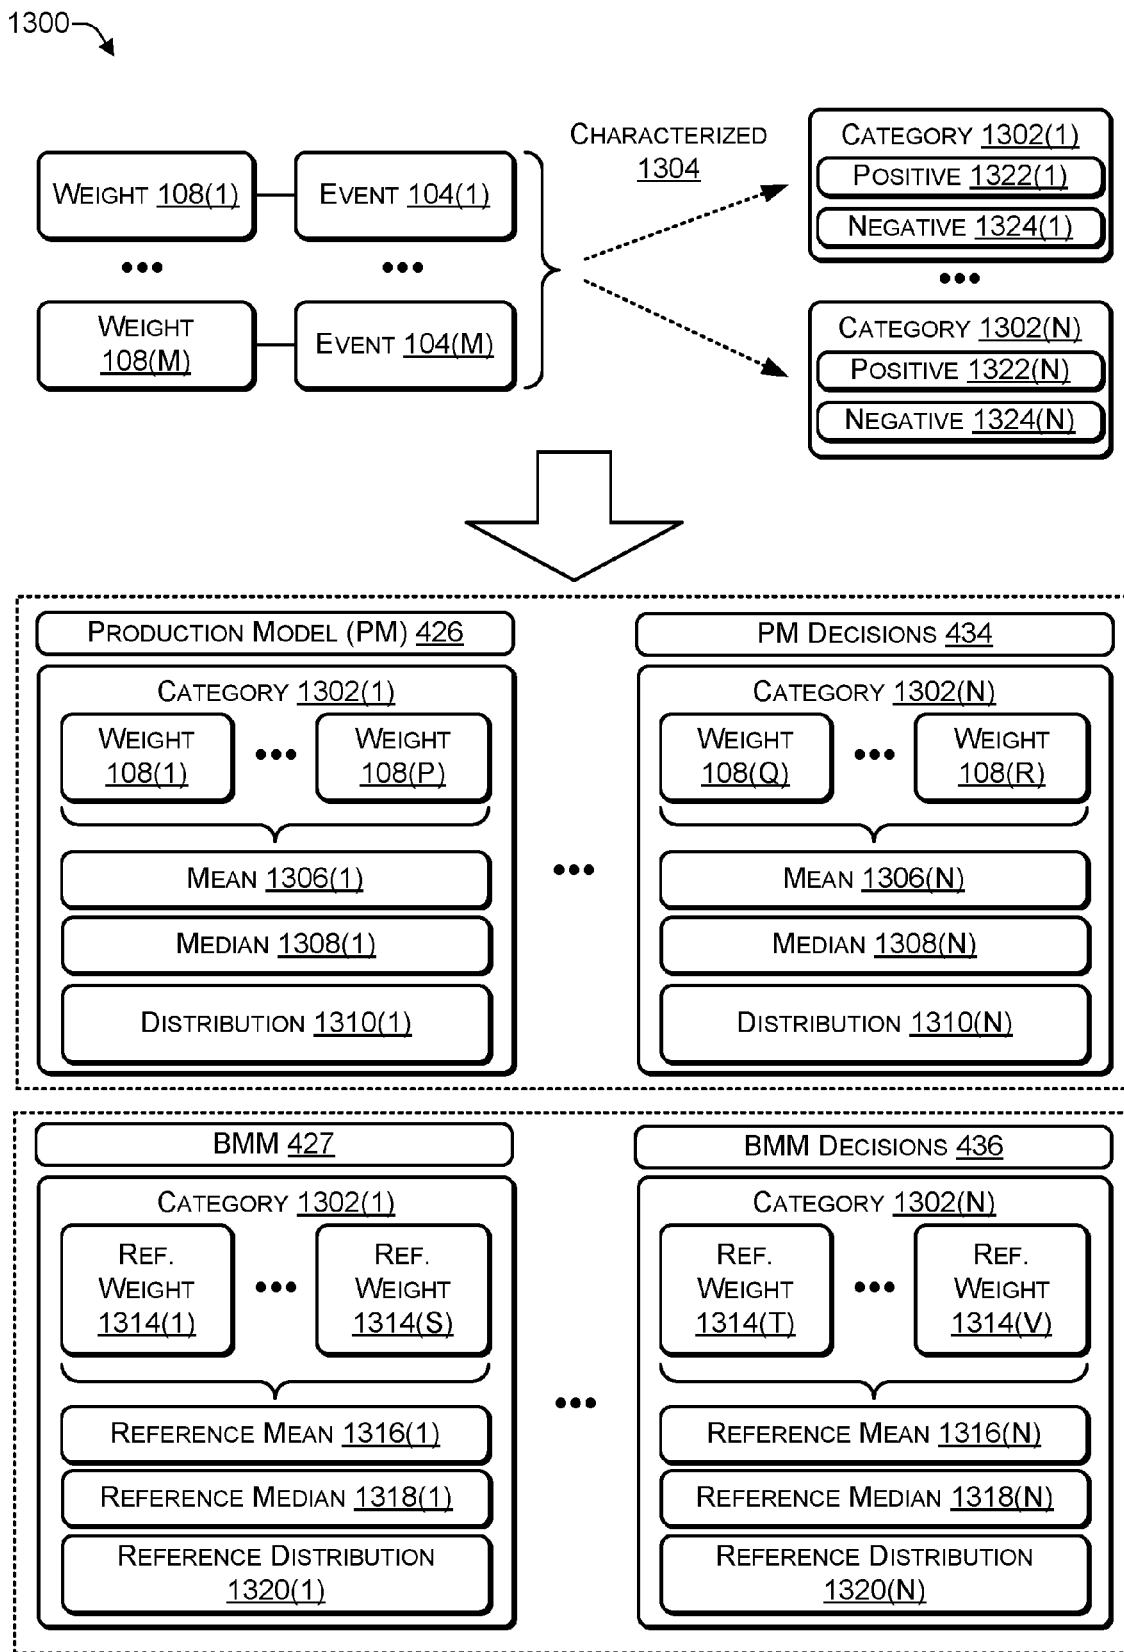 1300
CHARACTERIZED
1304
CATEGORY 1302(1)
POSITIVE 1322(1)
NEGATIVE 1324(1)
WEIGHT 108(1)
EVENT 104(1)
•••
•••
•••
WEIGHT
108(M)
EVENT 104(M)
CATEGORY 1302(N)
POSITIVE 1322(N)
NEGATIVE 1324(N)
PRODUCTION MODEL (PM) 426
PM DECISIONS 434
CATEGORY 1302(1)
WEIGHT
108(1)
•••
WEIGHT
108(P)
MEAN 1306(1)
MEDIAN 1308(1)
DISTRIBUTION 1310(1)
•••
CATEGORY 1302(N)
WEIGHT
108(Q)
•••
WEIGHT
108(R)
MEAN 1306(N)
MEDIAN 1308(N)
DISTRIBUTION 1310(N)
BMM 427
BMM DECISIONS 436
CATEGORY 1302(1)
REF.
WEIGHT
1314(1)
•••
REF.
WEIGHT
1314(S)
REFERENCE MEAN 1316(1)
REFERENCE MEDIAN 1318(1)
REFERENCE DISTRIBUTION
1320(1)
•••
CATEGORY 1302(N)
REF.
WEIGHT
1314(T)
•••
REF.
WEIGHT
1314(V)
REFERENCE MEAN 1316(N)
REFERENCE MEDIAN 1318(N)
REFERENCE DISTRIBUTION
1320(N)